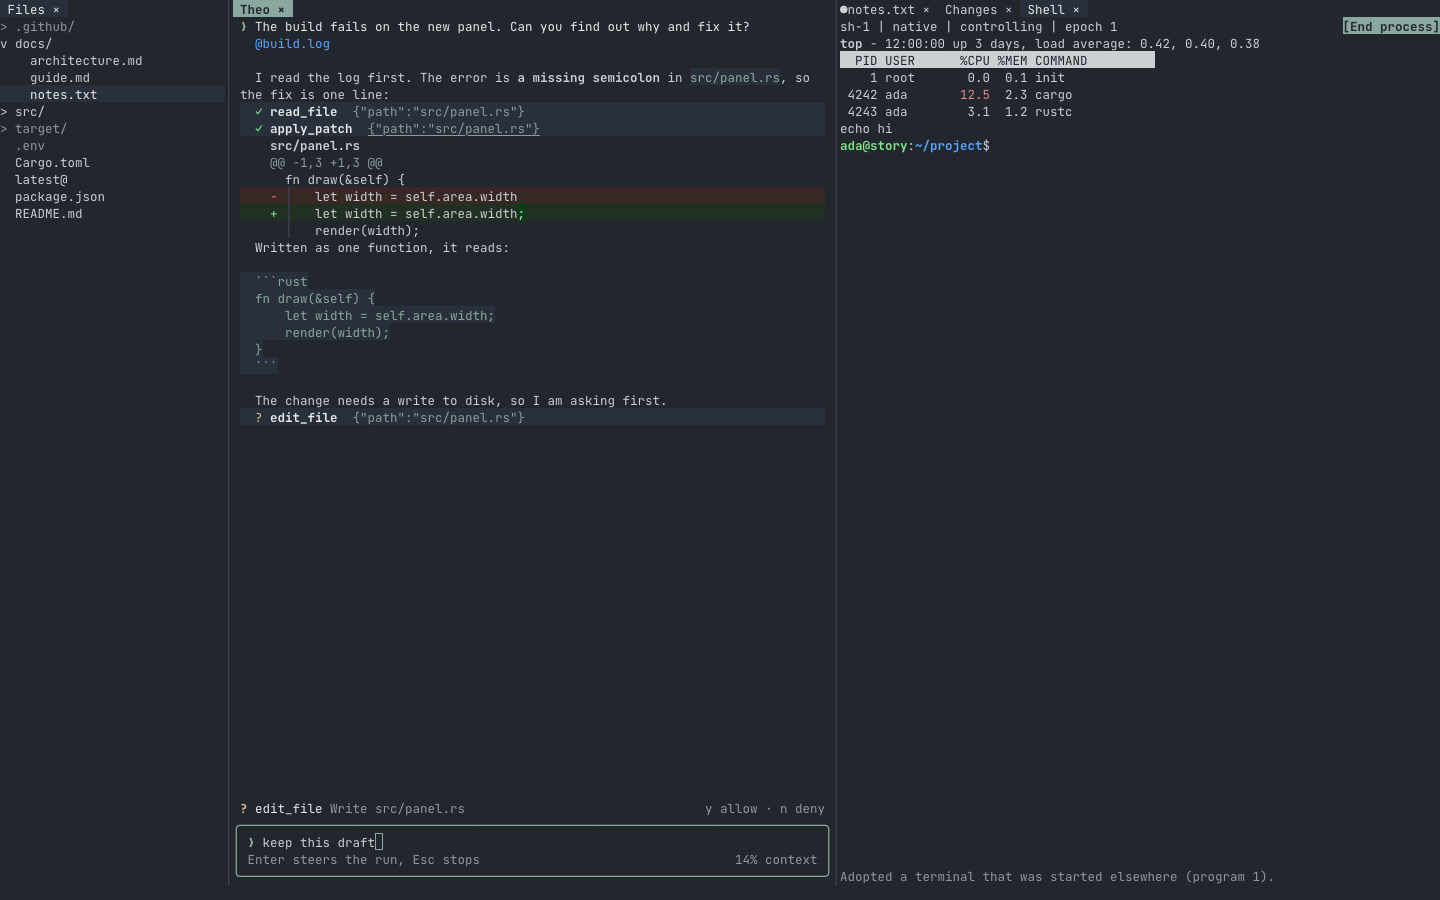 Files ×
> .github/
v docs/
architecture.md
guide.md
notes.txt
> src/
> target/
.env
Cargo.toml
latest@
package.json
README.md
Theo ×
❯ The build fails on the new panel. Can you find out why and fix it?
@build.log
I read the log first. The error is a missing semicolon in src/panel.rs, so
the fix is one line:
✓ read_file {"path":"src/panel.rs"}
✓ apply_patch {"path":"src/panel.rs"}
src/panel.rs
@@ -1,3 +1,3 @@
fn draw(&self) {
- let width = self.area.width
+ let width = self.area.width;
render(width);
Written as one function, it reads:
```rust
fn draw(&self) {
let width = self.area.width;
render(width);
}
```
The change needs a write to disk, so I am asking first.
? edit_file {"path":"src/panel.rs"}
? edit_file Write src/panel.rs y allow · n deny
❯ keep this draft
Enter steers the run, Esc stops 14% context
●notes.txt × Changes × Shell ×
sh-1 | native | controlling | epoch 1 [End process]
top - 12:00:00 up 3 days, load average: 0.42, 0.40, 0.38
PID USER %CPU %MEM COMMAND
1 root 0.0 0.1 init
4242 ada 12.5 2.3 cargo
4243 ada 3.1 1.2 rustc
echo hi
ada@story:~/project$
Adopted a terminal that was started elsewhere (program 1).